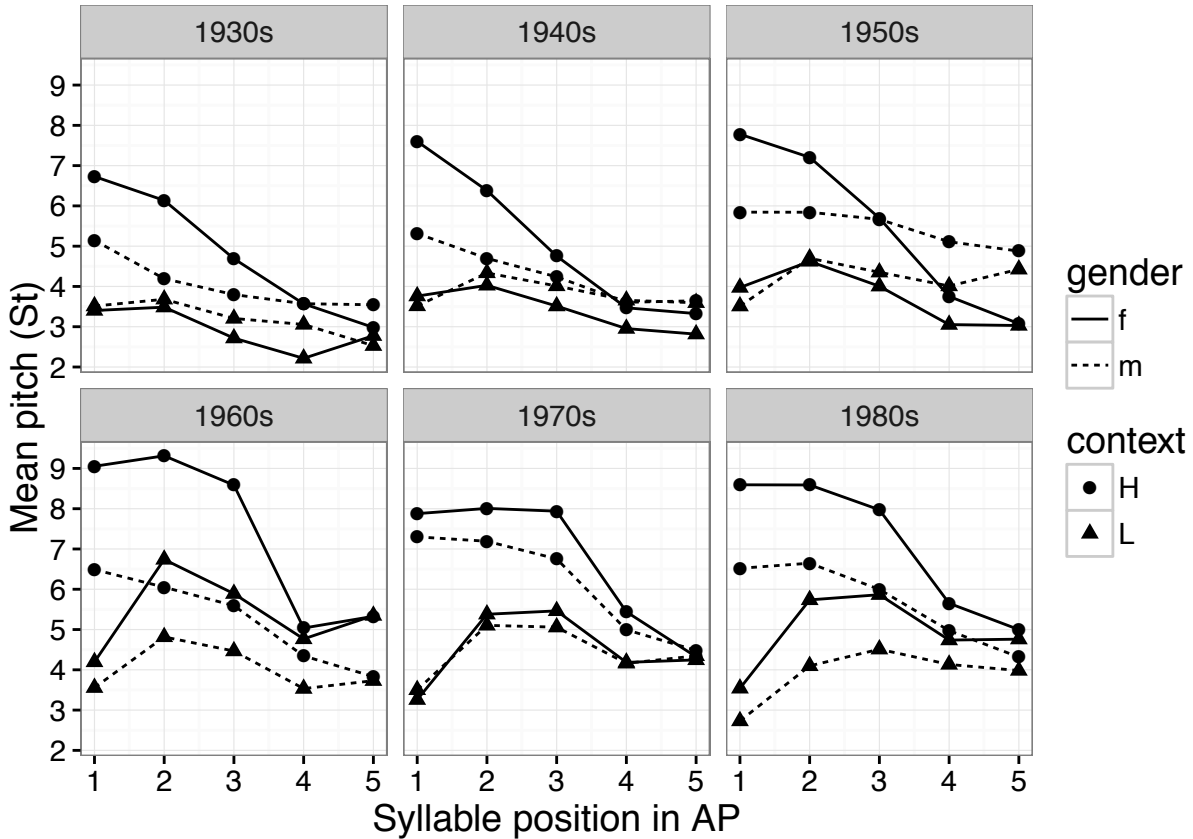 1930s 1940s 1950s
9
8
7
6
5
4
3
2
1960s 1970s 1980s
9
8
7
6
5
4
3
2
1 2 3 4 5 1 2 3 4 5 1 2 3 4 5
Syllable position in AP
Mean pitch (St)
gender
f
m
context
H
L